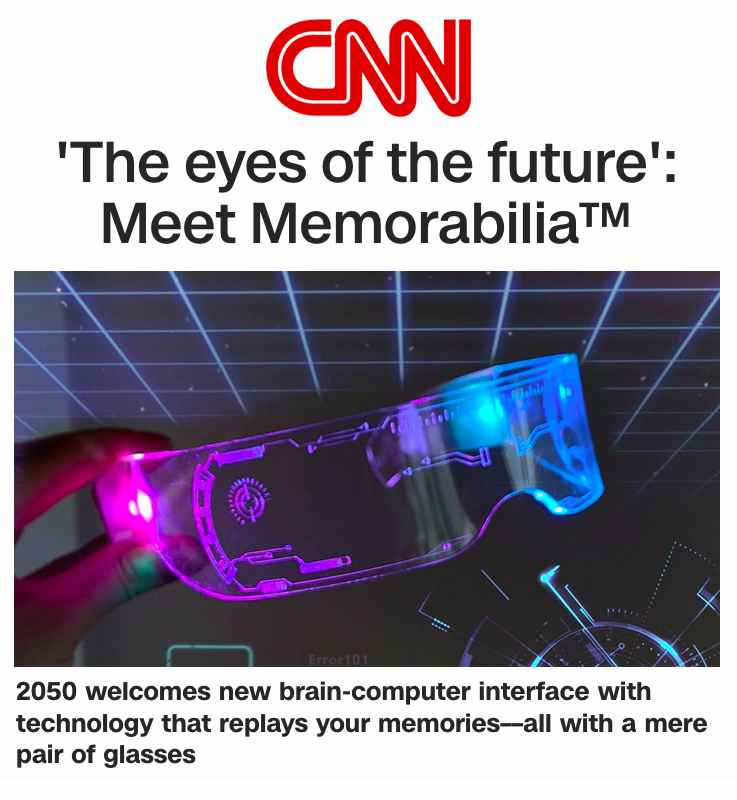 CNN
'The eyes of the future':
Meet Memorabilia™
Error101
2050 welcomes new brain-computer interface with
technology that replays your memories—all with a mere
pair of glasses